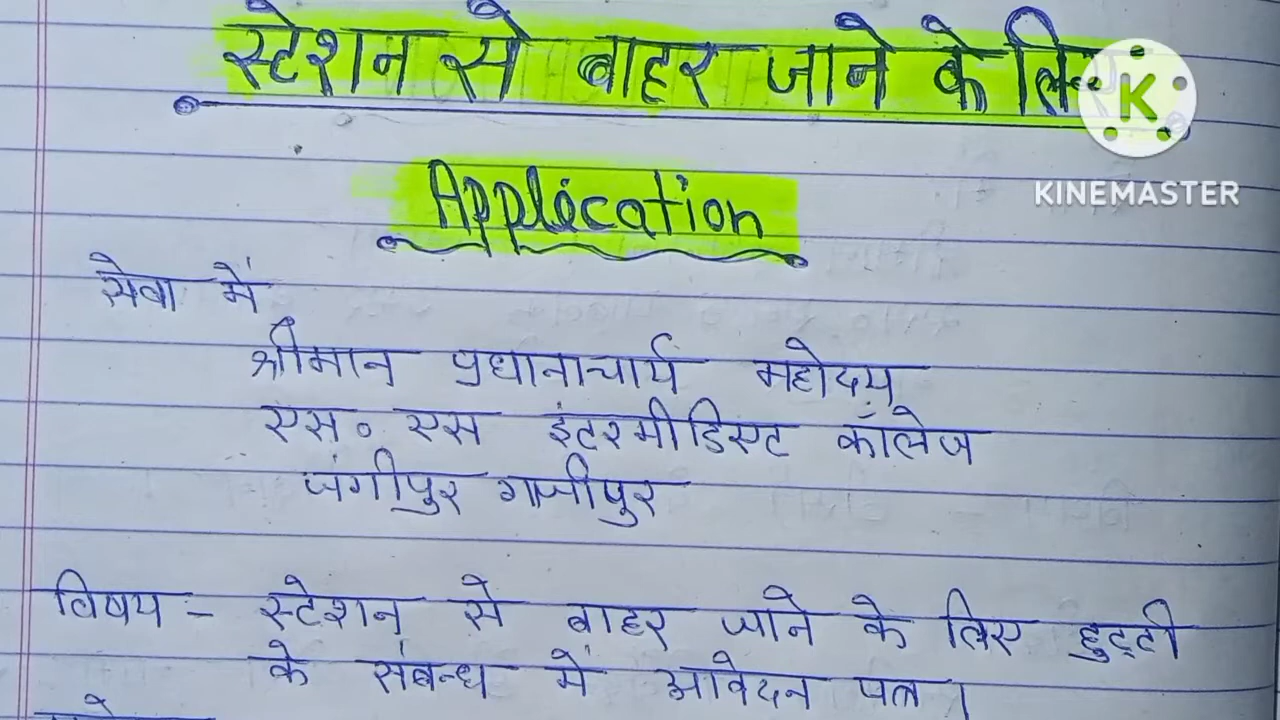 स्टेशन से बाहर जाने के लिए
KINEMASTER
Application
सेवा में
श्रीमान प्रधानाचार्य महोदय
एस० एस इंटरमीडिएट कॉलेज
जंगीपुर गाजीपुर
विषय :- स्टेशन से बाहर जाने के लिए छुट्टी
के संबन्ध में आवेदन पत्र ।